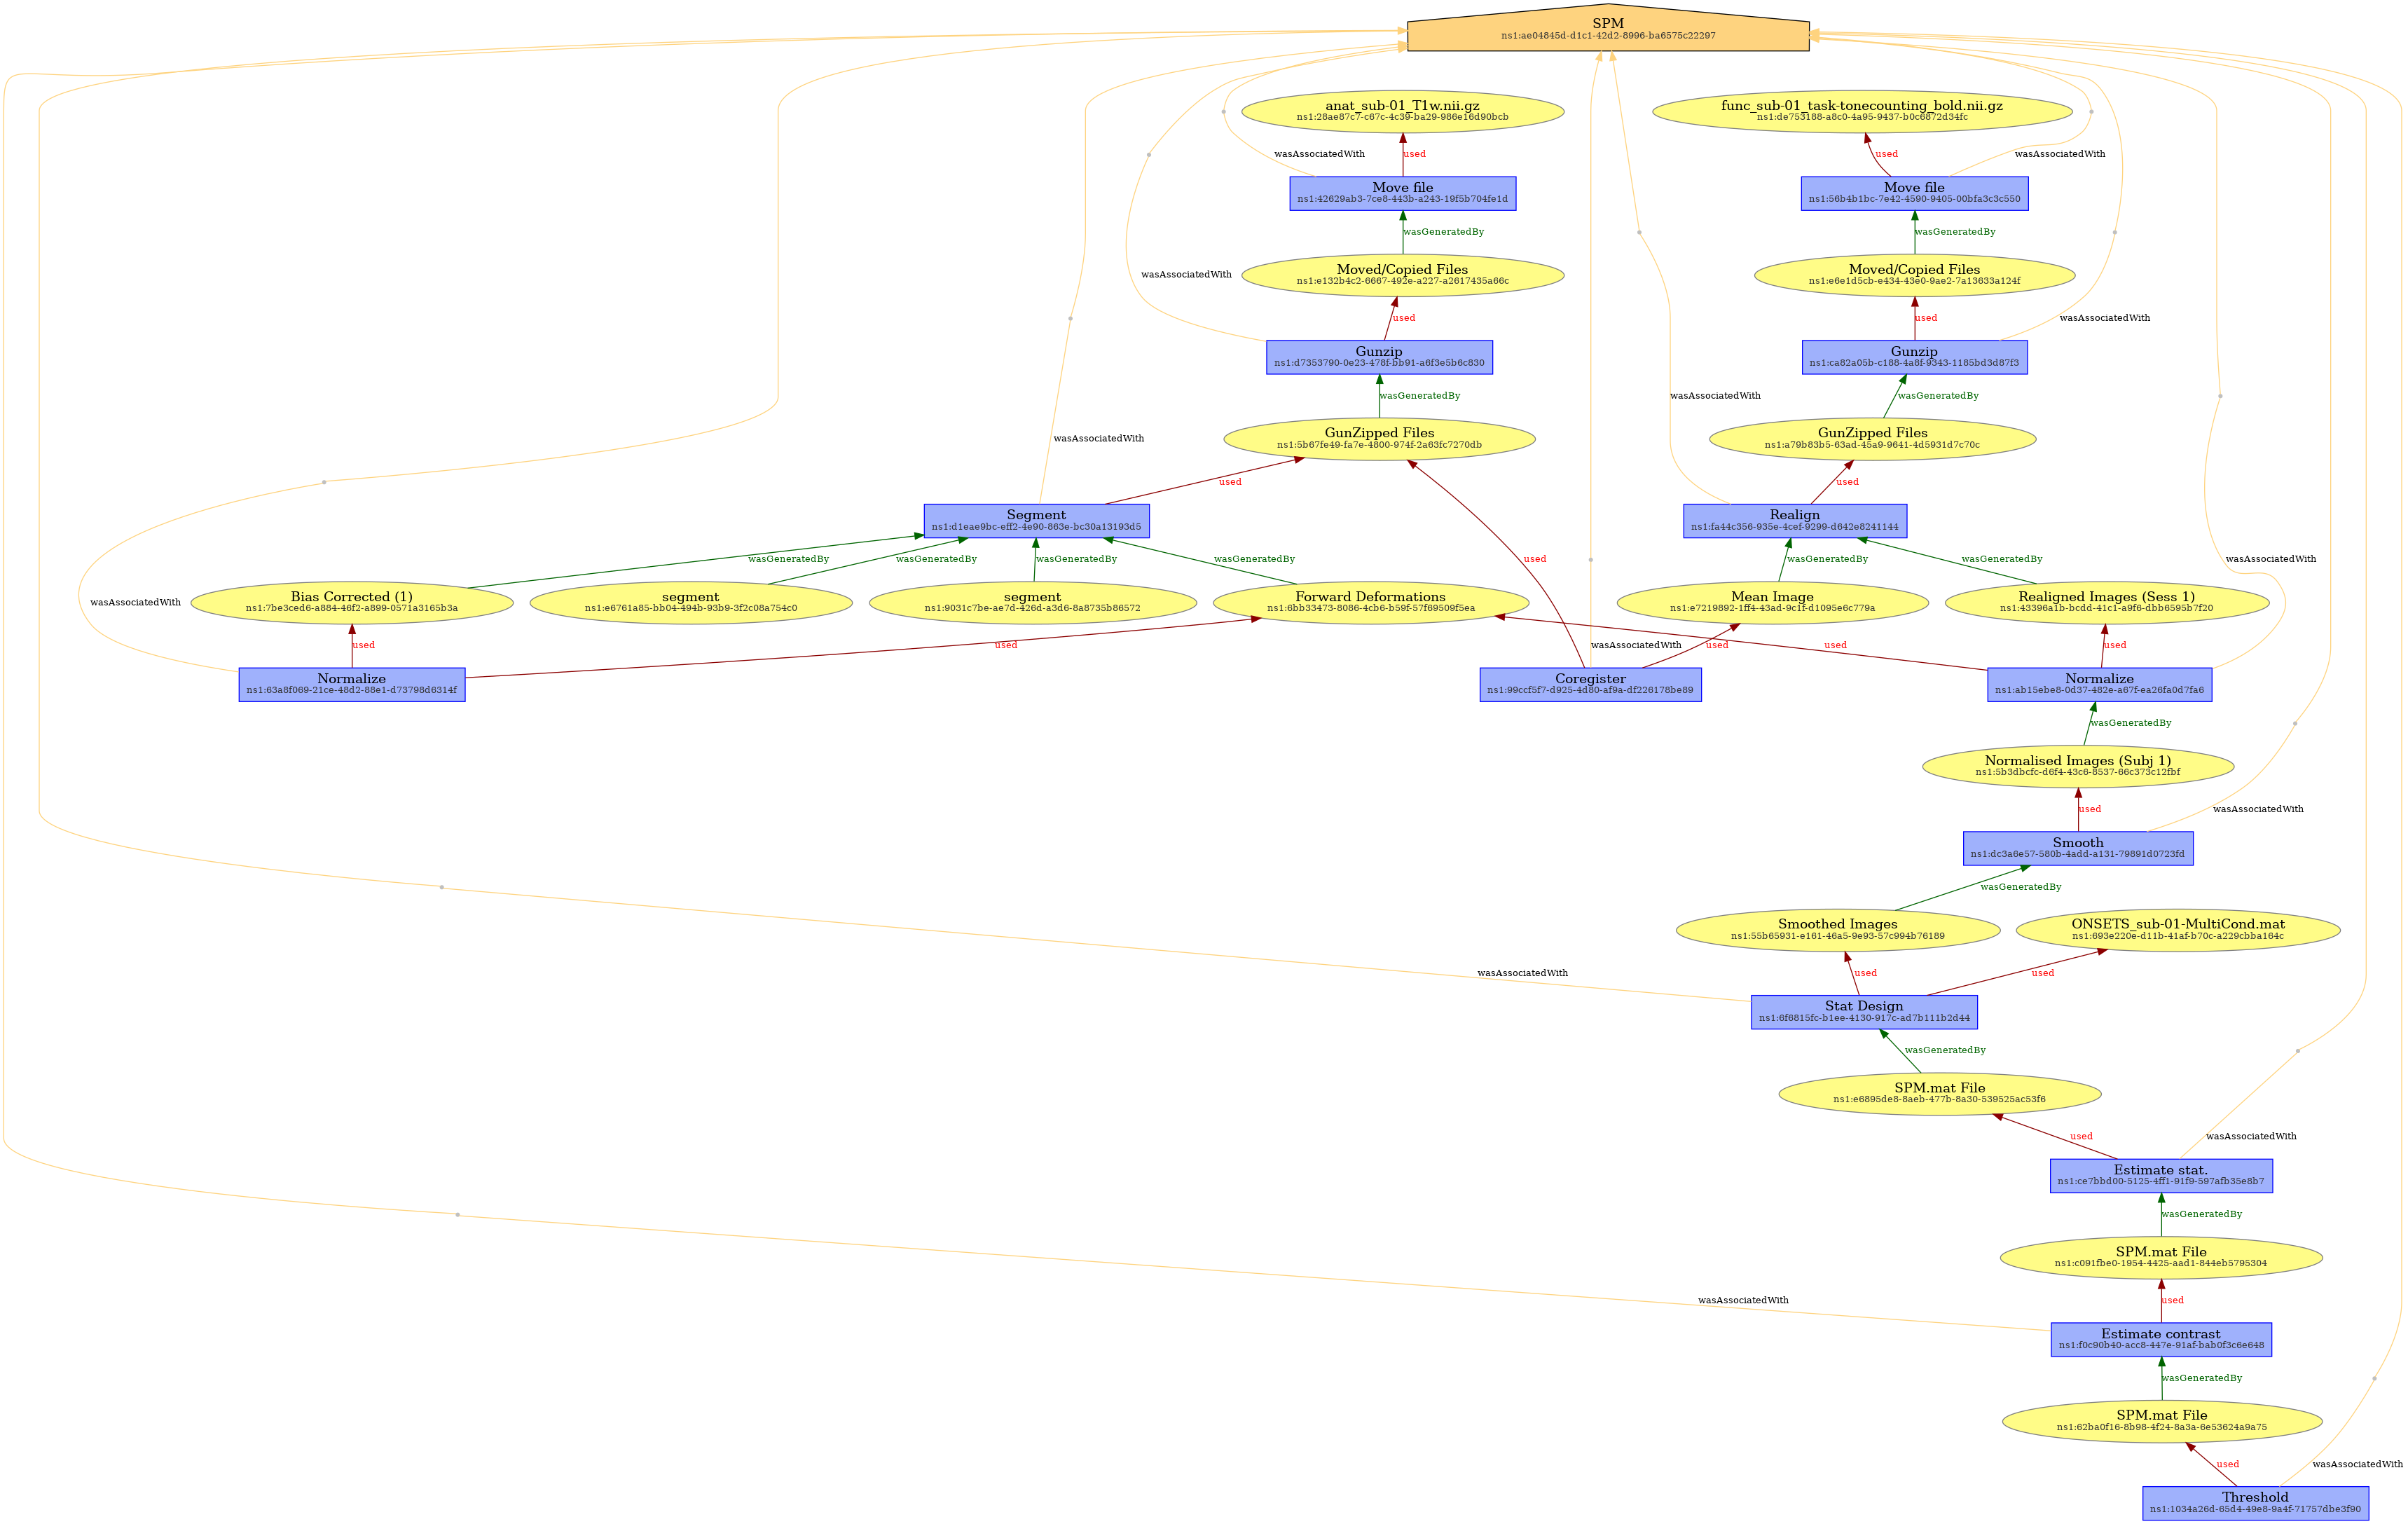 SPM
ns1:ae04845d-d1c1-42d2-8996-ba6575c22297
anat_sub-01_T1w.nii.gz
ns1:28ae87c7-c67c-4c39-ba29-986e16d90bcb
func_sub-01_task-tonecounting_bold.nii.gz
ns1:de753188-a8c0-4a95-9437-b0c6872d34fc
wasAssociatedWith
used
used
wasAssociatedWith
Move file
ns1:42629ab3-7ce8-443b-a243-19f5b704fe1d
Move file
ns1:56b4b1bc-7e42-4590-9405-00bfa3c3c550
wasGeneratedBy
wasGeneratedBy
wasAssociatedWith
Moved/Copied Files
ns1:e132b4c2-6667-492e-a227-a2617435a66c
Moved/Copied Files
ns1:e6e1d5cb-e434-43e0-9ae2-7a13633a124f
used
used
wasAssociatedWith
Gunzip
ns1:d7353790-0e23-478f-bb91-a6f3e5b6c830
Gunzip
ns1:ca82a05b-c188-4a8f-9343-1185bd3d87f3
wasGeneratedBy
wasAssociatedWith
wasGeneratedBy
wasAssociatedWith
GunZipped Files
ns1:5b67fe49-fa7e-4800-974f-2a63fc7270db
GunZipped Files
ns1:a79b83b5-63ad-45a9-9641-4d5931d7c70c
used
used
Segment
ns1:d1eae9bc-eff2-4e90-863e-bc30a13193d5
Realign
ns1:fa44c356-935e-4cef-9299-d642e8241144
wasGeneratedBy
wasGeneratedBy
wasGeneratedBy
wasGeneratedBy
used
wasGeneratedBy
wasGeneratedBy
wasAssociatedWith
wasAssociatedWith
Bias Corrected (1)
ns1:7be3ced6-a884-46f2-a899-0571a3165b3a
segment
ns1:e6761a85-bb04-494b-93b9-3f2c08a754c0
segment
ns1:9031c7be-ae7d-426d-a3d6-8a8735b86572
Forward Deformations
ns1:6bb33473-8086-4cb6-b59f-57f69509f5ea
Mean Image
ns1:e7219892-1ff4-43ad-9c1f-d1095e6c779a
Realigned Images (Sess 1)
ns1:43396a1b-bcdd-41c1-a9f6-dbb6595b7f20
used
used
wasAssociatedWith
used
used
used
Normalize
ns1:63a8f069-21ce-48d2-88e1-d73798d6314f
Coregister
ns1:99ccf5f7-d925-4d80-af9a-df226178be89
Normalize
ns1:ab15ebe8-0d37-482e-a67f-ea26fa0d7fa6
wasGeneratedBy
Normalised Images (Subj 1)
ns1:5b3dbcfc-d6f4-43c6-8537-66c373c12fbf
used
wasAssociatedWith
Smooth
ns1:dc3a6e57-580b-4add-a131-79891d0723fd
wasGeneratedBy
Smoothed Images
ns1:55b65931-e161-46a5-9e93-57c994b76189
ONSETS_sub-01-MultiCond.mat
ns1:693e220e-d11b-41af-b70c-a229cbba164c
wasAssociatedWith
used
used
Stat Design
ns1:6f6815fc-b1ee-4130-917c-ad7b111b2d44
wasGeneratedBy
SPM.mat File
ns1:e6895de8-8aeb-477b-8a30-539525ac53f6
used
wasAssociatedWith
Estimate stat.
ns1:ce7bbd00-5125-4ff1-91f9-597afb35e8b7
wasGeneratedBy
SPM.mat File
ns1:c091fbe0-1954-4425-aad1-844eb5795304
wasAssociatedWith
used
Estimate contrast
ns1:f0c90b40-acc8-447e-91af-bab0f3c6e648
wasGeneratedBy
SPM.mat File
ns1:62ba0f16-8b98-4f24-8a3a-6e53624a9a75
used
wasAssociatedWith
Threshold
ns1:1034a26d-65d4-49e8-9a4f-71757dbe3f90